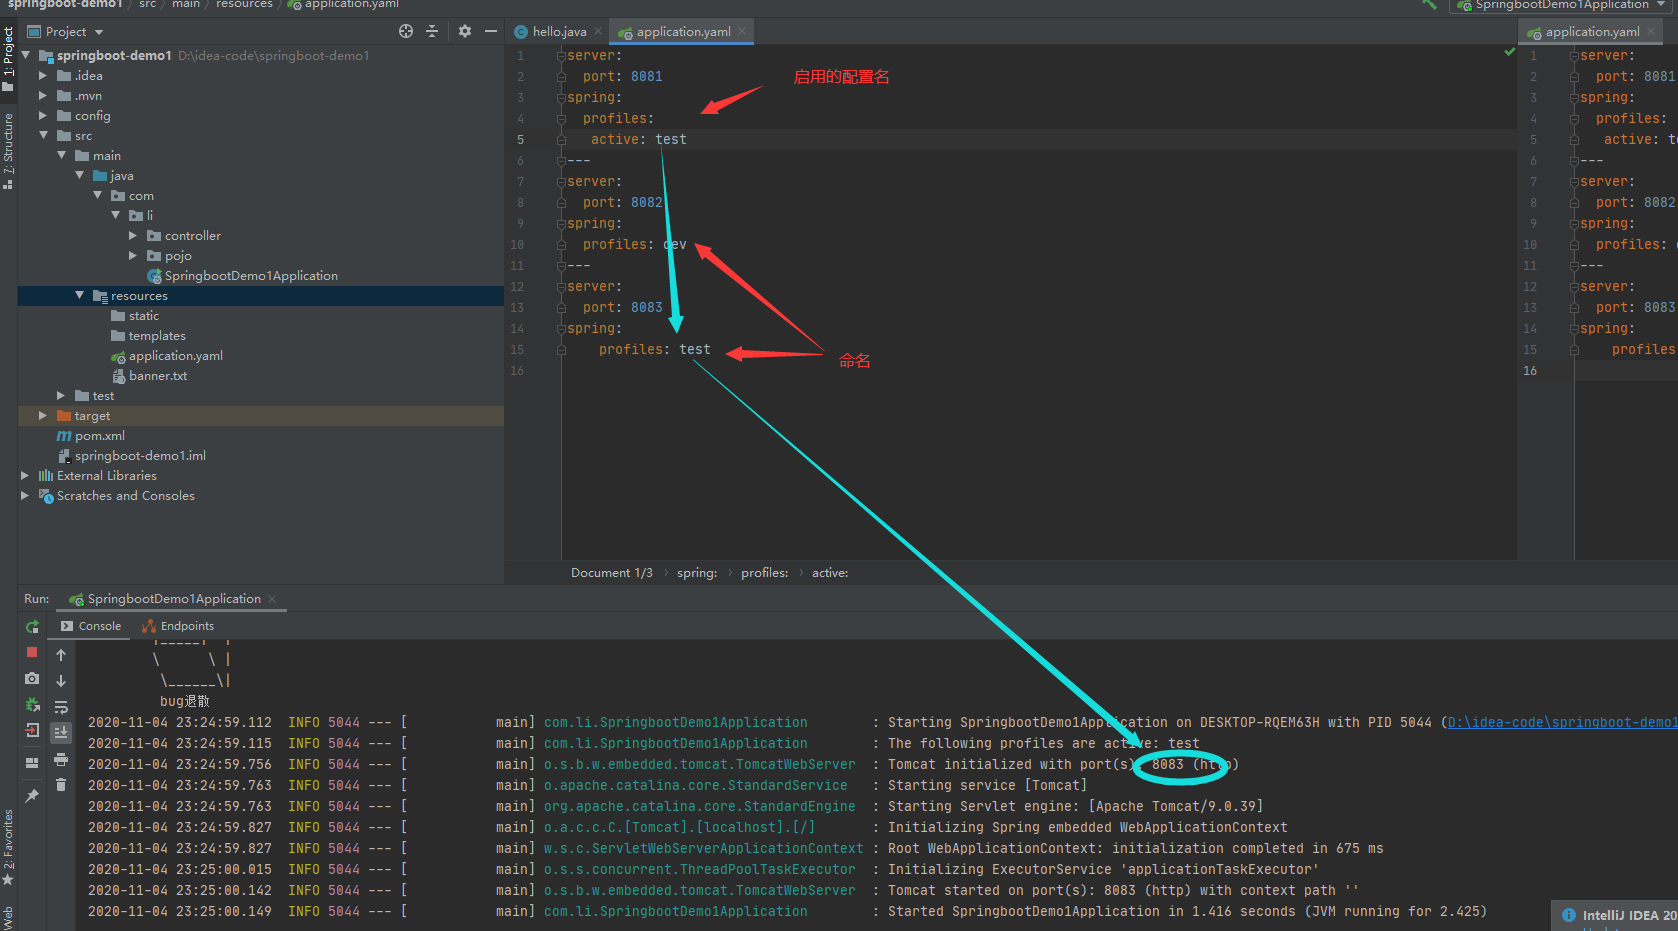 springboot-demo1 › src › main › resources › application.yaml
SpringbootDemo1Application
1: Project
7: Structure
2: Favorites
Web
Project
springboot-demo1 D:\idea-code\springboot-demo1
.idea
.mvn
config
src
main
java
com
li
controller
pojo
SpringbootDemo1Application
resources
static
templates
application.yaml
banner.txt
test
target
pom.xml
springboot-demo1.iml
External Libraries
Scratches and Consoles
hello.java
application.yaml
1 server:
2   port: 8081
3 spring:
4   profiles:
5    active: test
6 ---
7 server:
8   port: 8082
9 spring:
10   profiles: dev
11 ---
12 server:
13   port: 8083
14 spring:
15     profiles: test
16
启用的配置名
命名
application.yaml
1 server:
2   port: 8081
3 spring:
4   profiles:
5    active: te
6 ---
7 server:
8   port: 8082
9 spring:
10   profiles:
11 ---
12 server:
13   port: 8083
14 spring:
15     profiles
16
Document 1/3 › spring: › profiles: › active:
Run: SpringbootDemo1Application
Console Endpoints
bug退散
2020-11-04 23:24:59.112  INFO 5044 --- [           main] com.li.SpringbootDemo1Application        : Starting SpringbootDemo1Application on DESKTOP-RQEM63H with PID 5044 (D:\idea-code\springboot-demo1
2020-11-04 23:24:59.115  INFO 5044 --- [           main] com.li.SpringbootDemo1Application        : The following profiles are active: test
2020-11-04 23:24:59.756  INFO 5044 --- [           main] o.s.b.w.embedded.tomcat.TomcatWebServer  : Tomcat initialized with port(s): 8083 (http)
2020-11-04 23:24:59.763  INFO 5044 --- [           main] o.apache.catalina.core.StandardService   : Starting service [Tomcat]
2020-11-04 23:24:59.763  INFO 5044 --- [           main] org.apache.catalina.core.StandardEngine  : Starting Servlet engine: [Apache Tomcat/9.0.39]
2020-11-04 23:24:59.827  INFO 5044 --- [           main] o.a.c.c.C.[Tomcat].[localhost].[/]       : Initializing Spring embedded WebApplicationContext
2020-11-04 23:24:59.827  INFO 5044 --- [           main] w.s.c.ServletWebServerApplicationContext : Root WebApplicationContext: initialization completed in 675 ms
2020-11-04 23:25:00.015  INFO 5044 --- [           main] o.s.s.concurrent.ThreadPoolTaskExecutor  : Initializing ExecutorService 'applicationTaskExecutor'
2020-11-04 23:25:00.142  INFO 5044 --- [           main] o.s.b.w.embedded.tomcat.TomcatWebServer  : Tomcat started on port(s): 8083 (http) with context path ''
2020-11-04 23:25:00.149  INFO 5044 --- [           main] com.li.SpringbootDemo1Application        : Started SpringbootDemo1Application in 1.416 seconds (JVM running for 2.425)
IntelliJ IDEA 20